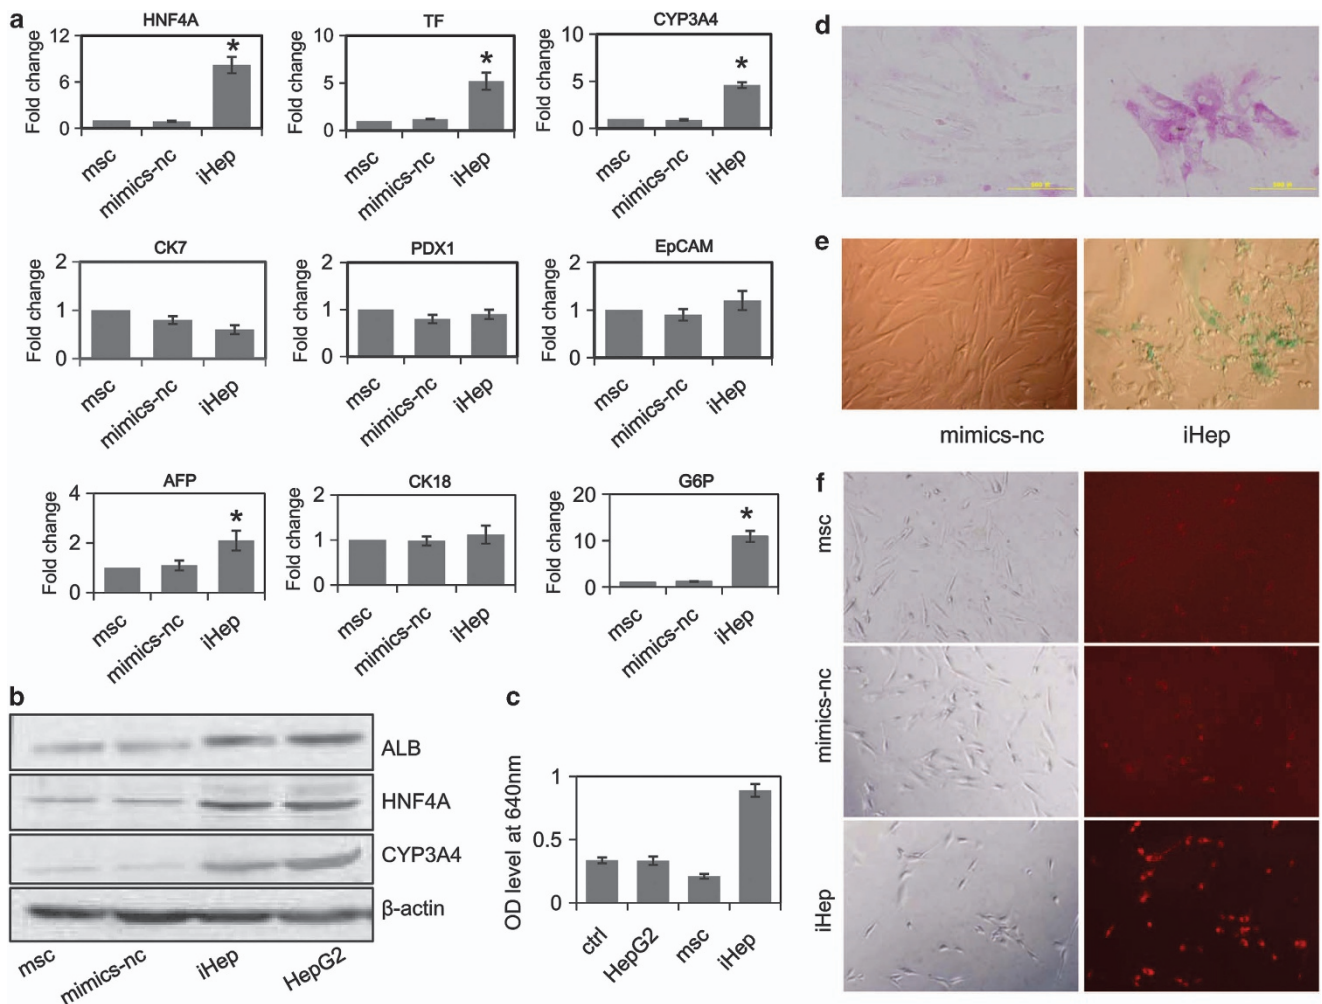 a
HNF4A
TF
CYP3A4
Fold change
12
6
0
*
msc
mimics-nc
iHep
Fold change
10
5
0
*
msc
mimics-nc
iHep
Fold change
10
5
0
*
msc
mimics-nc
iHep
CK7
PDX1
EpCAM
Fold change
2
1
0
msc
mimics-nc
iHep
Fold change
2
1
0
msc
mimics-nc
iHep
Fold change
2
1
0
msc
mimics-nc
iHep
AFP
CK18
G6P
Fold change
4
2
0
*
msc
mimics-nc
iHep
Fold change
2
1
0
msc
mimics-nc
iHep
Fold change
20
10
0
*
msc
mimics-nc
iHep
b
ALB
HNF4A
CYP3A4
β-actin
msc
mimics-nc
iHep
HepG2
c
OD level at 640nm
1
0.5
0
ctrl
HepG2
msc
iHep
d
e
mimics-nc
iHep
f
msc
mimics-nc
iHep